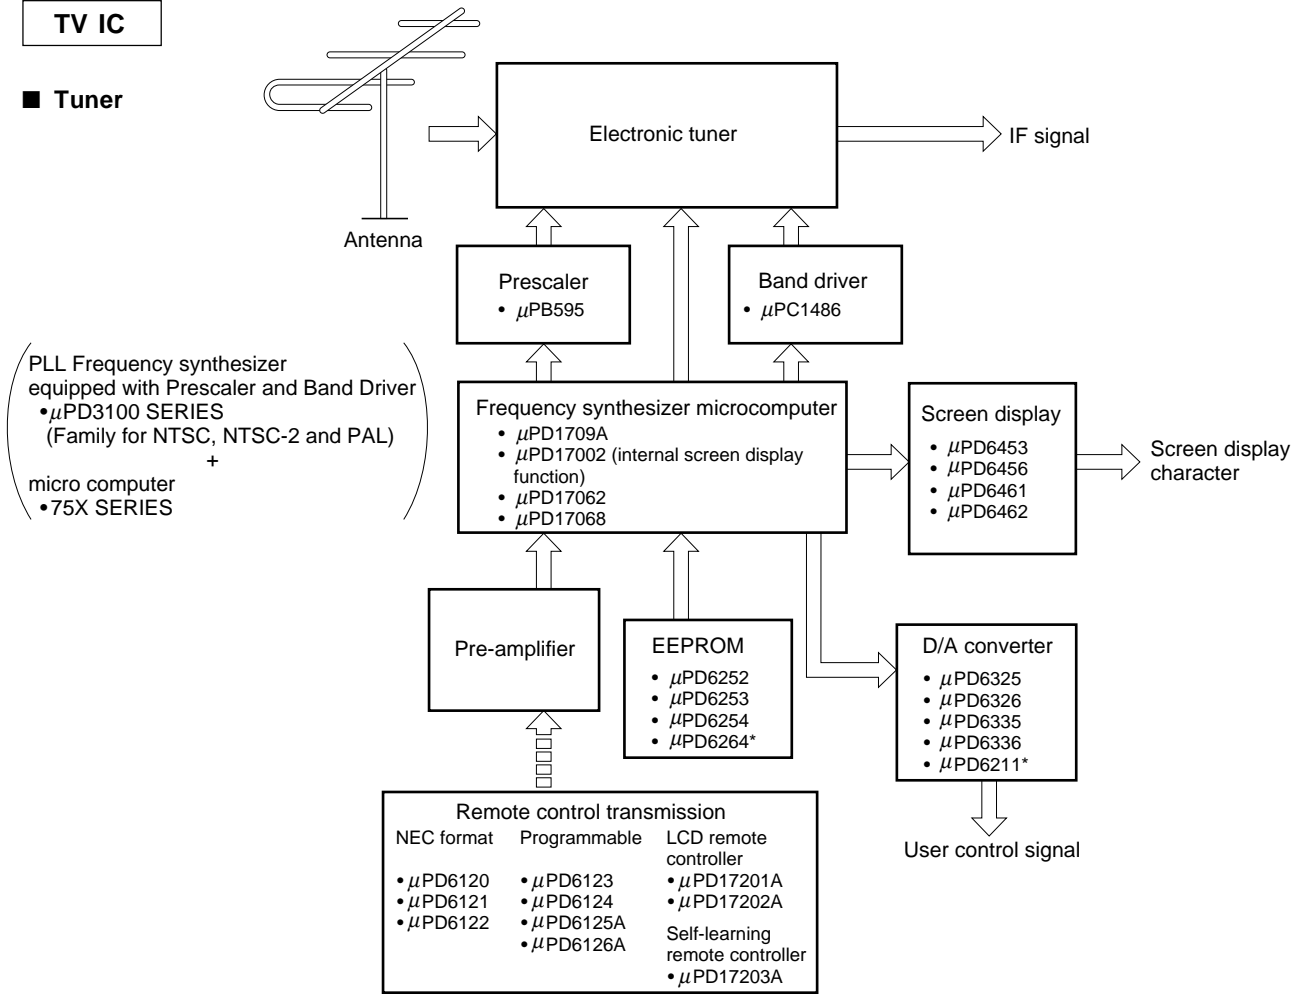 TV IC
■ Tuner
Electronic tuner
IF signal
Antenna
Prescaler
• μPB595
Band driver
• μPC1486
PLL Frequency synthesizer
equipped with Prescaler and Band Driver
•μPD3100 SERIES
(Family for NTSC, NTSC-2 and PAL)
+
micro computer
•75X SERIES
Frequency synthesizer microcomputer
• μPD1709A
• μPD17002 (internal screen display
function)
• μPD17062
• μPD17068
Screen display
• μPD6453
• μPD6456
• μPD6461
• μPD6462
Screen display
character
Pre-amplifier
EEPROM
• μPD6252
• μPD6253
• μPD6254
• μPD6264*
D/A converter
• μPD6325
• μPD6326
• μPD6335
• μPD6336
• μPD6211*
User control signal
Remote control transmission
NEC format
•μPD6120
•μPD6121
•μPD6122
Programmable
•μPD6123
•μPD6124
•μPD6125A
•μPD6126A
LCD remote
controller
•μPD17201A
•μPD17202A
Self-learning
remote controller
•μPD17203A